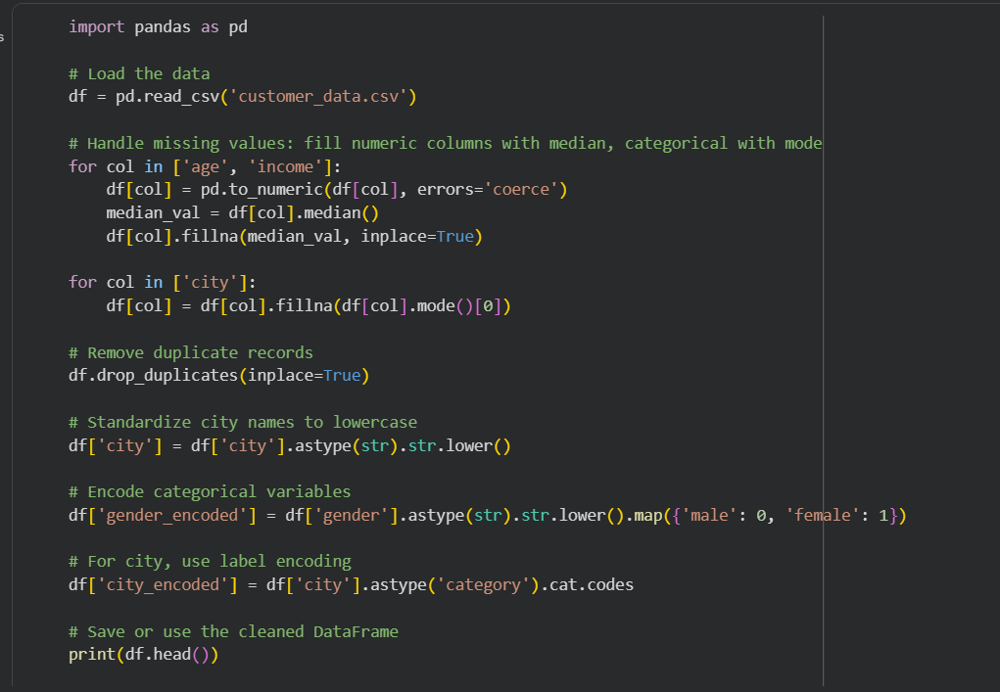 import pandas as pd
# Load the data
df = pd.read_csv('customer_data.csv')
# Handle missing values: fill numeric columns with median, categorical with mode
for col in ['age', 'income']:
    df[col] = pd.to_numeric(df[col], errors='coerce')
    median_val = df[col].median()
    df[col].fillna(median_val, inplace=True)
for col in ['city']:
    df[col] = df[col].fillna(df[col].mode()[0])
# Remove duplicate records
df.drop_duplicates(inplace=True)
# Standardize city names to lowercase
df['city'] = df['city'].astype(str).str.lower()
# Encode categorical variables
df['gender_encoded'] = df['gender'].astype(str).str.lower().map({'male': 0, 'female': 1})
# For city, use label encoding
df['city_encoded'] = df['city'].astype('category').cat.codes
# Save or use the cleaned DataFrame
print(df.head())